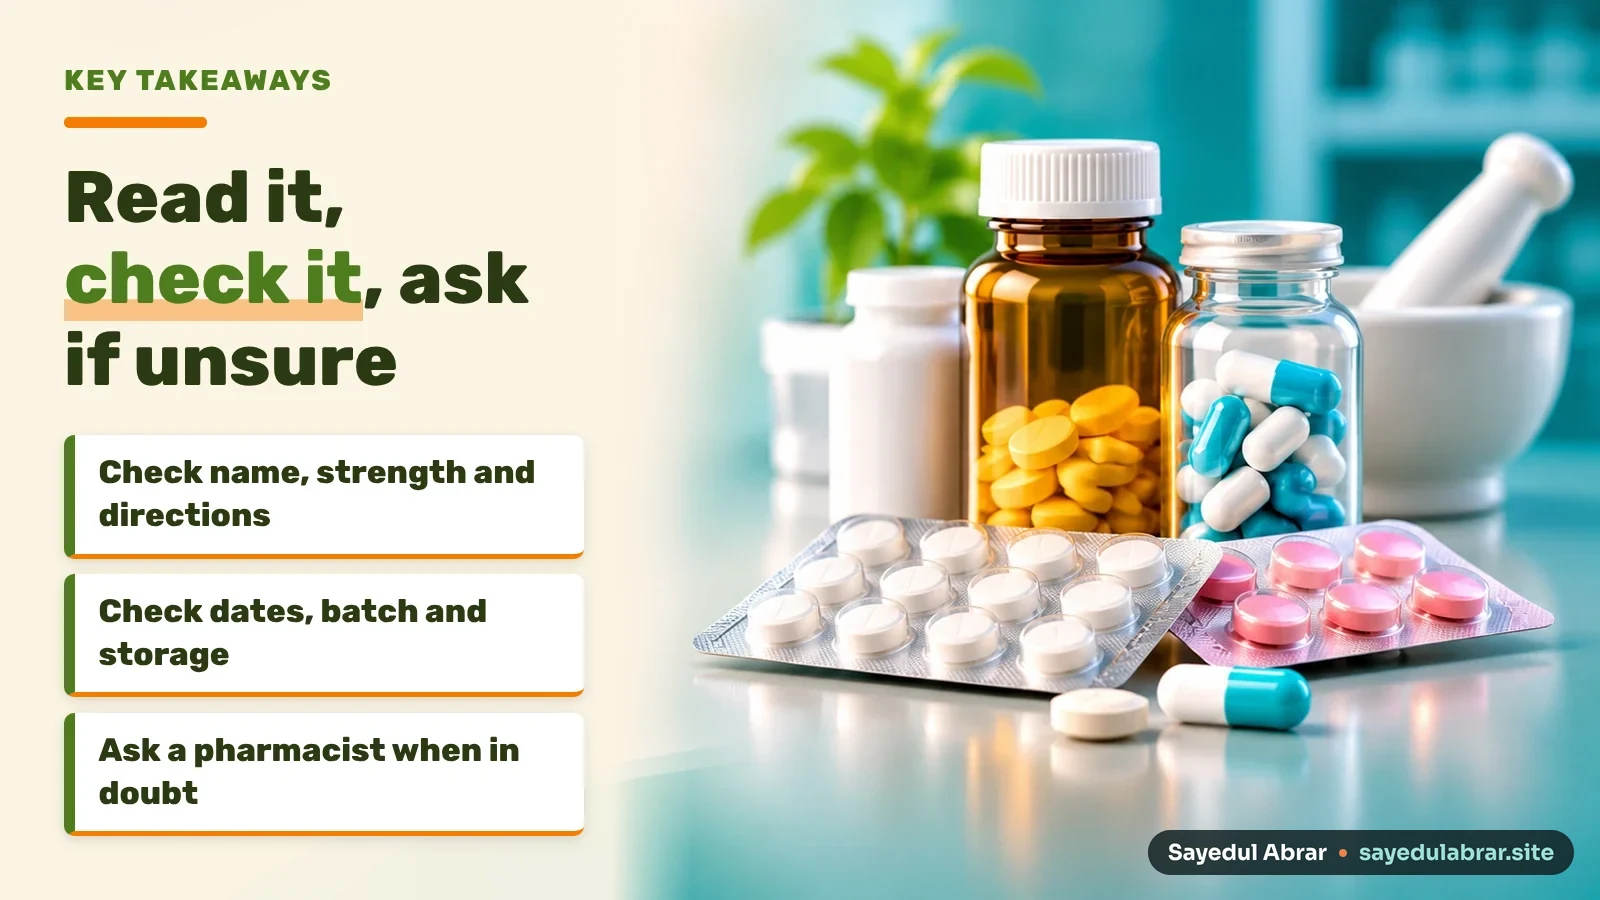 KEY TAKEAWAYS
Read it,
check it, ask
if unsure
Check name, strength and
directions
Check dates, batch and
storage
Ask a pharmacist when in
doubt
Sayedul Abrar • sayedulabrar.site